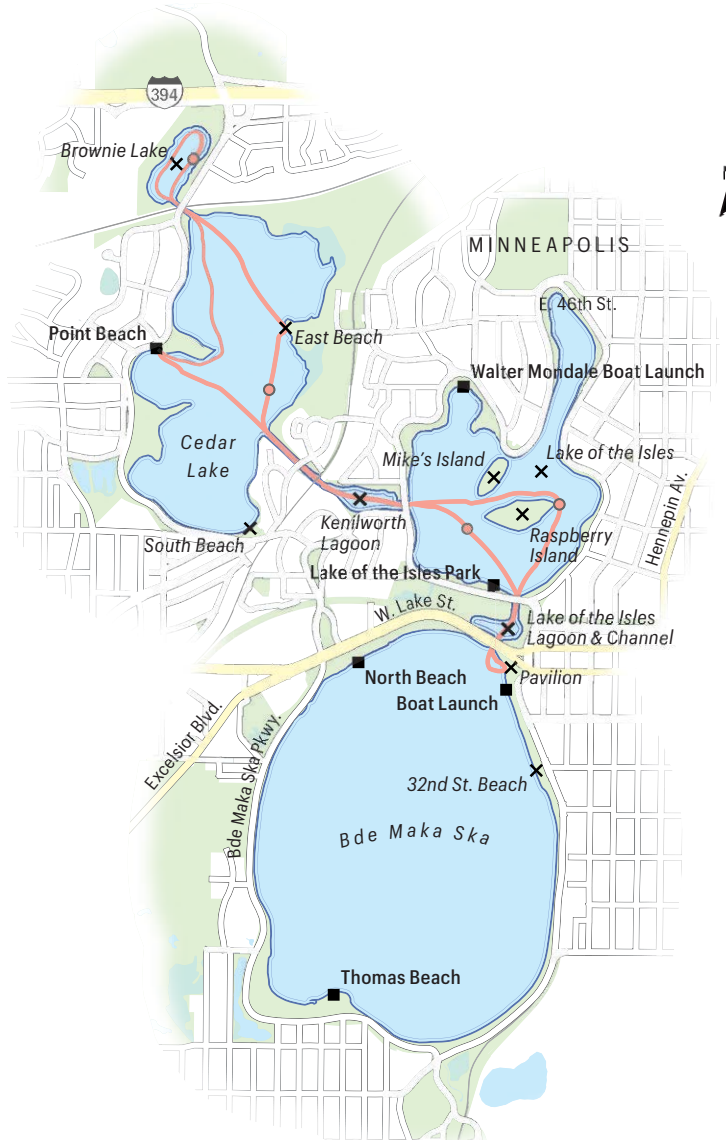 394
Brownie Lake
MINNEAPOLIS
E. 46th St.
Point Beach
East Beach
Walter Mondale Boat Launch
Cedar
Lake
Mike's Island
Lake of the Isles
Hennepin Av.
South Beach
Kenilworth
Lagoon
Raspberry
Island
Lake of the Isles Park
W. Lake St.
Lake of the Isles
Lagoon & Channel
North Beach
Pavilion
Boat Launch
Excelsior Blvd.
Bde Maka Ska Pkwy.
32nd St. Beach
Bde Maka Ska
Thomas Beach